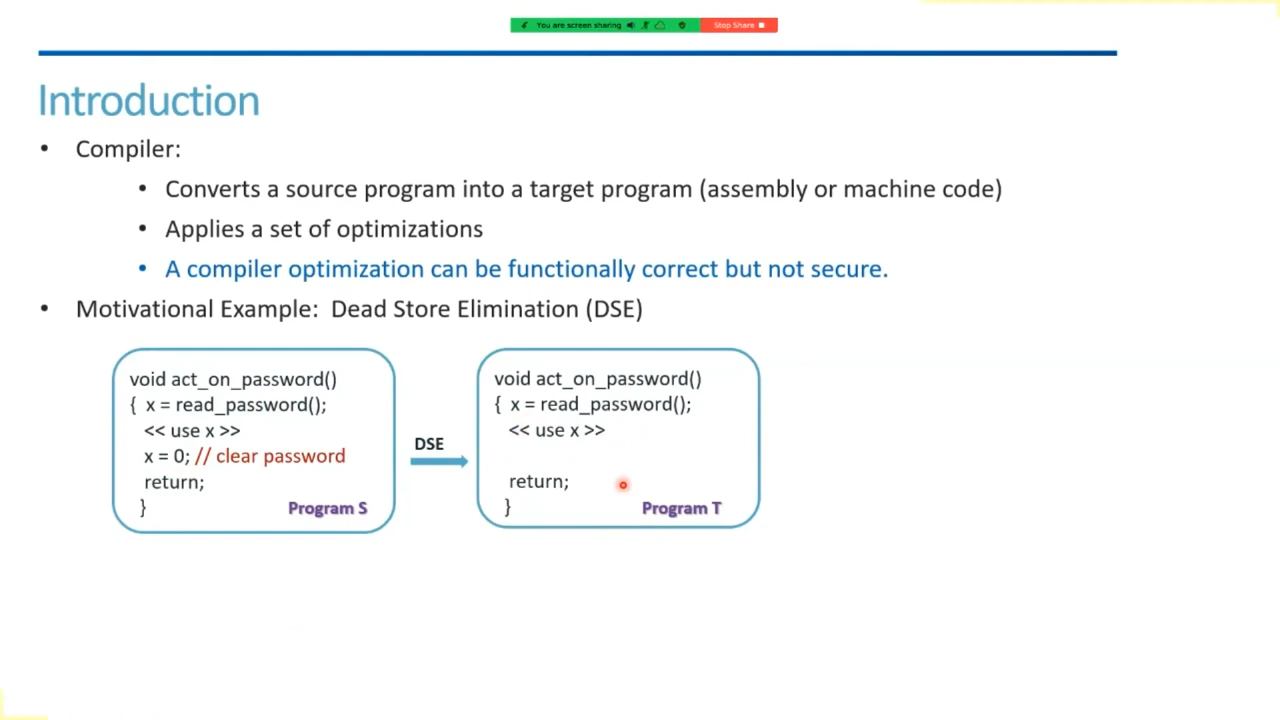 You are screen sharing
Stop Share
Introduction
• Compiler:
• Converts a source program into a target program (assembly or machine code)
• Applies a set of optimizations
• A compiler optimization can be functionally correct but not secure.
• Motivational Example: Dead Store Elimination (DSE)
void act_on_password()
{ x = read_password();
<< use x >>
x = 0; // clear password
return;
}
Program S
DSE
void act_on_password()
{ x = read_password();
<< use x >>
return;
}
Program T